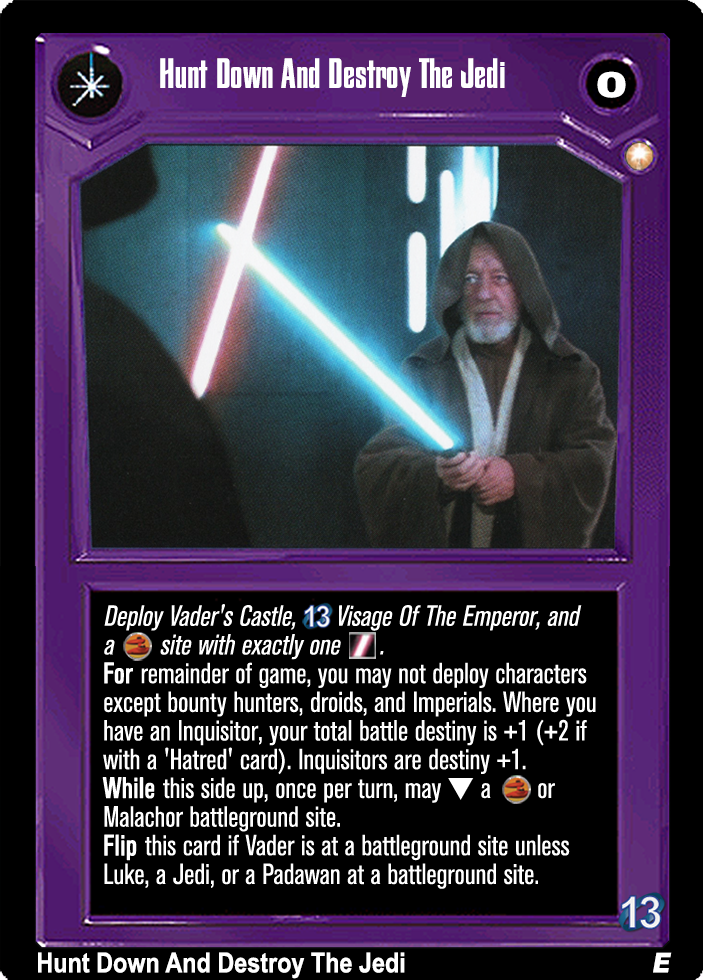 Hunt Down And Destroy The Jedi
0
Deploy Vader's Castle, 13 Visage Of The Emperor, and
a site with exactly one .
For remainder of game, you may not deploy characters
except bounty hunters, droids, and Imperials. Where you
have an Inquisitor, your total battle destiny is +1 (+2 if
with a 'Hatred' card). Inquisitors are destiny +1.
While this side up, once per turn, may ▼ a or
Malachor battleground site.
Flip this card if Vader is at a battleground site unless
Luke, a Jedi, or a Padawan at a battleground site.
13
Hunt Down And Destroy The Jedi E